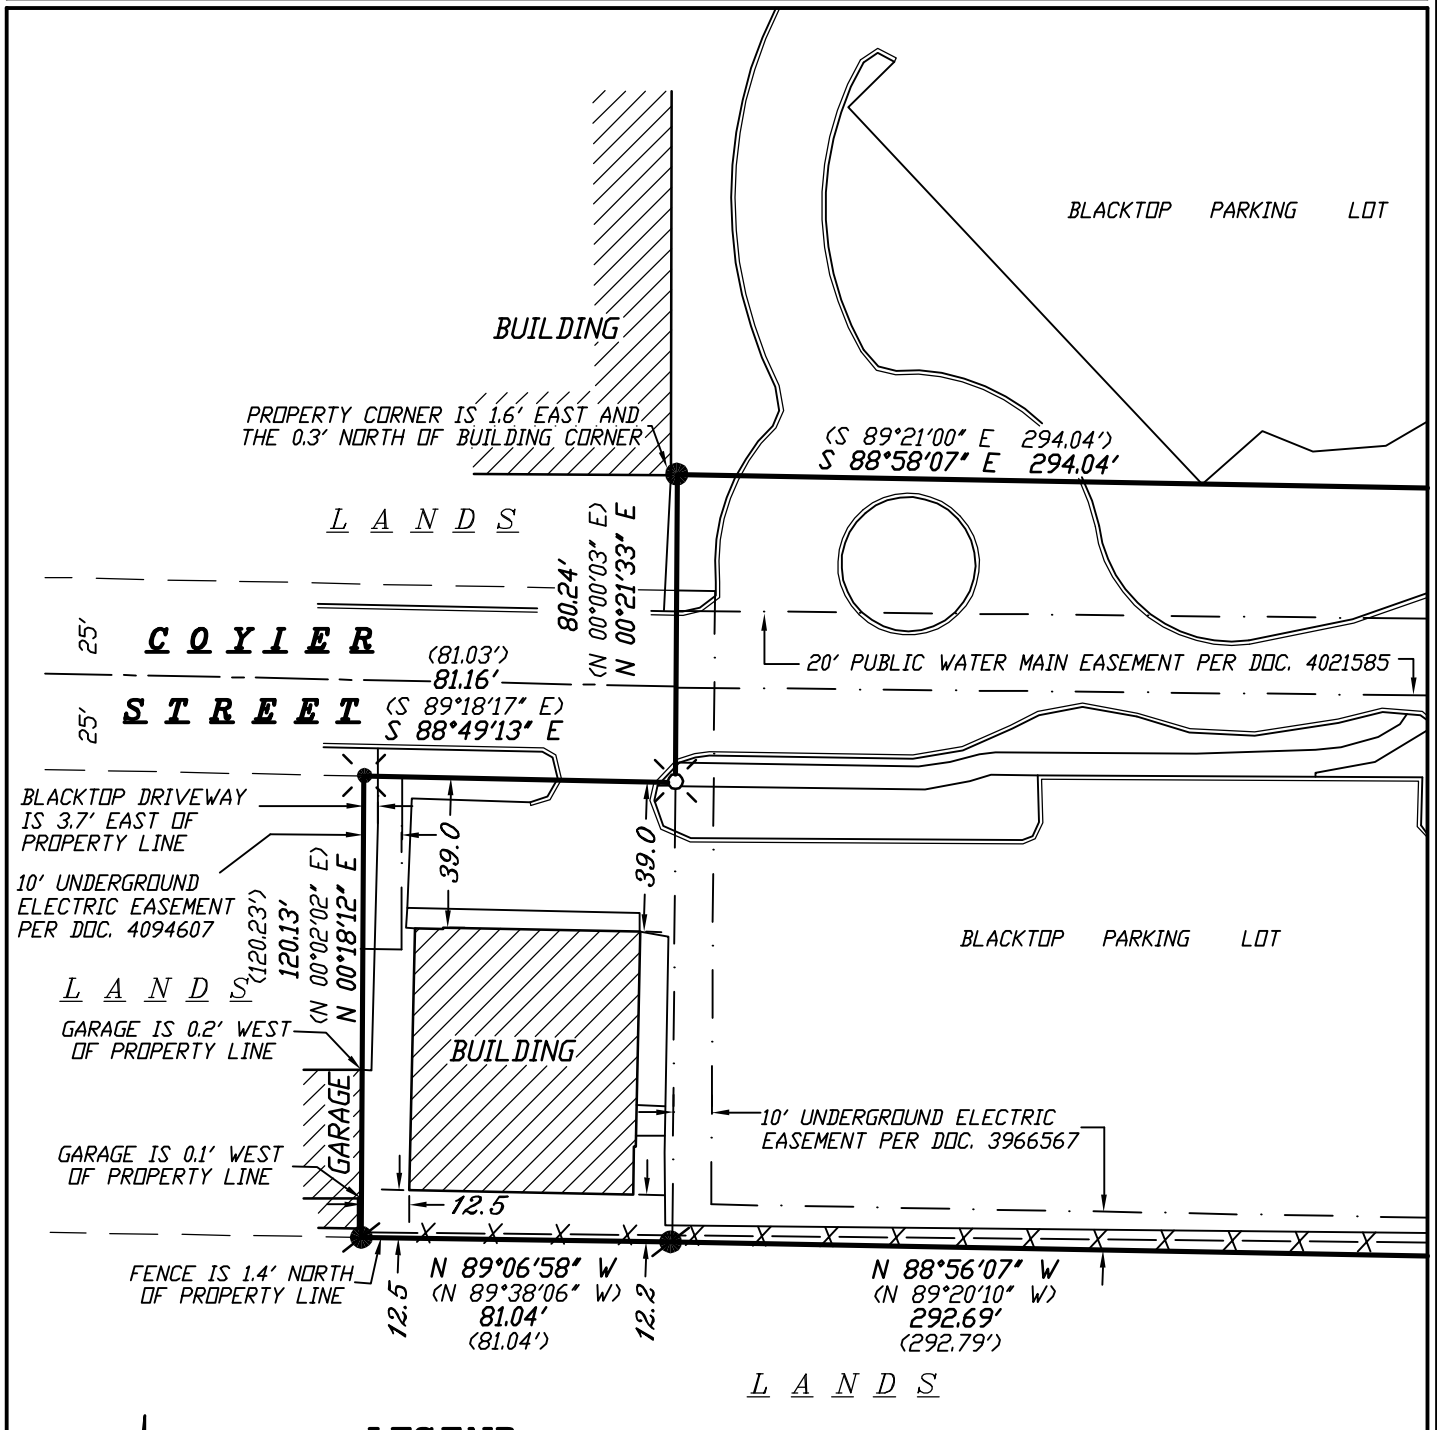 BLACKTOP PARKING LOT
BUILDING
PROPERTY CORNER IS 1.6' EAST AND
THE 0.3' NORTH OF BUILDING CORNER
(S 89°21'00" E 294.04')
S 88°58'07" E 294.04'
L A N D S
80.24'
(N 00°00'03" E)
N 00°21'33" E
25'
C O Y I E R
(81.03')
81.16'
20' PUBLIC WATER MAIN EASEMENT PER DOC. 4021585
25'
S T R E E T
(S 89°18'17" E)
S 88°49'13" E
BLACKTOP DRIVEWAY
IS 3.7' EAST OF
PROPERTY LINE
39.0
39.0
10' UNDERGROUND
ELECTRIC EASEMENT
PER DOC. 4094607
(120.23')
120.13'
(N 00°02'02" E)
N 00°18'12" E
BLACKTOP PARKING LOT
L A N D S
GARAGE IS 0.2' WEST
OF PROPERTY LINE
BUILDING
GARAGE
10' UNDERGROUND ELECTRIC
EASEMENT PER DOC. 3966567
GARAGE IS 0.1' WEST
OF PROPERTY LINE
12.5
FENCE IS 1.4' NORTH
OF PROPERTY LINE
12.5
N 89°06'58" W
(N 89°38'06" W)
81.04'
(81.04')
12.2
N 88°56'07" W
(N 89°20'10" W)
292.69'
(292.79')
L A N D S